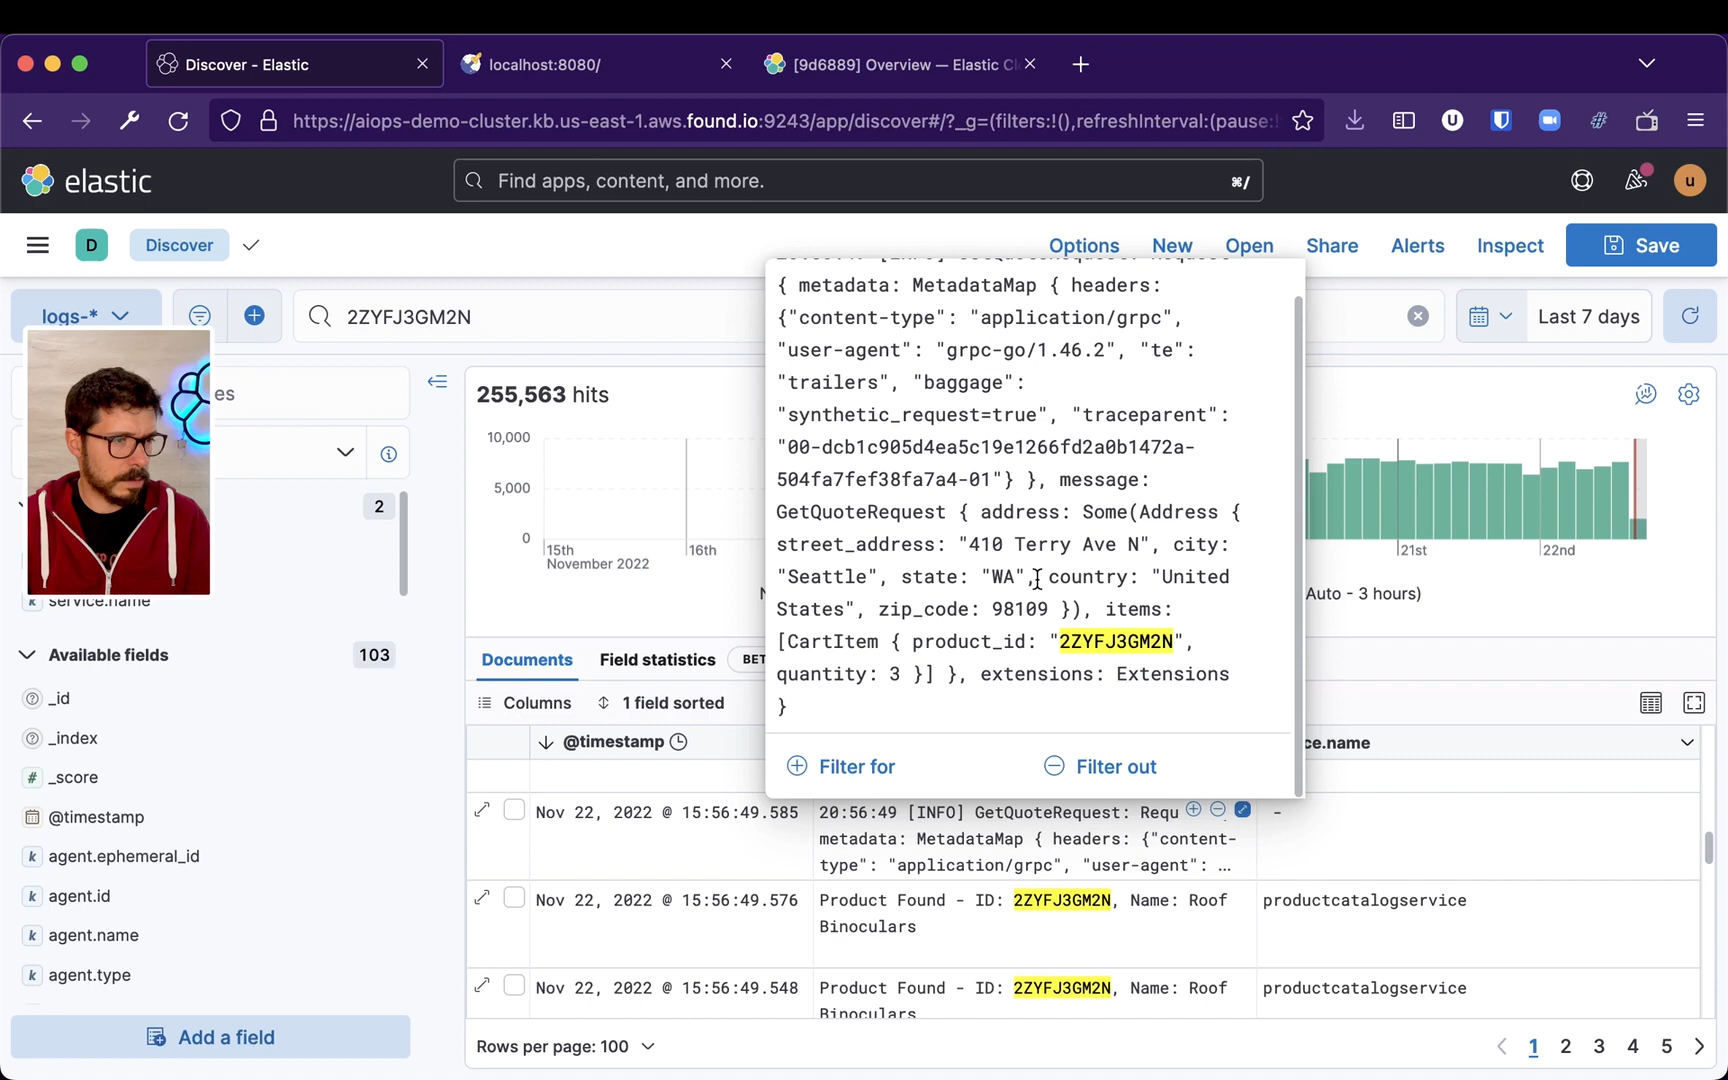 Discover - Elastic
localhost:8080/
[9d6889] Overview — Elastic Cl
https://aiops-demo-cluster.kb.us-east-1.aws.found.io:9243/app/discover#/?_g=(filters:!(),refreshInterval:(pause:
elastic
Find apps, content, and more.
⌘/
u
D
Discover
Options
New
Open
Share
Alerts
Inspect
Save
logs-*
2ZYFJ3GM2N
Last 7 days
{ metadata: MetadataMap { headers:
{"content-type": "application/grpc",
"user-agent": "grpc-go/1.46.2", "te":
"trailers", "baggage":
"synthetic_request=true", "traceparent":
"00-dcb1c905d4ea5c19e1266fd2a0b1472a-
504fa7fef38fa7a4-01"} }, message:
GetQuoteRequest { address: Some(Address {
street_address: "410 Terry Ave N", city:
"Seattle", state: "WA", country: "United
States", zip_code: 98109 }), items:
[CartItem { product_id: "2ZYFJ3GM2N",
quantity: 3 }] }, extensions: Extensions
}
Filter for
Filter out
es
2
service.name
Available fields
103
_id
_index
_score
@timestamp
agent.ephemeral_id
agent.id
agent.name
agent.type
Add a field
255,563 hits
10,000
5,000
0
15th
November 2022
16th
21st
22nd
Auto - 3 hours)
Documents
Field statistics
BET
Columns
1 field sorted
@timestamp
ce.name
Nov 22, 2022 @ 15:56:49.585
20:56:49 [INFO] GetQuoteRequest: Requ
metadata: MetadataMap { headers: {"content-
type": "application/grpc", "user-agent": …
-
Nov 22, 2022 @ 15:56:49.576
Product Found - ID: 2ZYFJ3GM2N, Name: Roof
Binoculars
productcatalogservice
Nov 22, 2022 @ 15:56:49.548
Product Found - ID: 2ZYFJ3GM2N, Name: Roof
Binoculars
productcatalogservice
Rows per page: 100
1 2 3 4 5